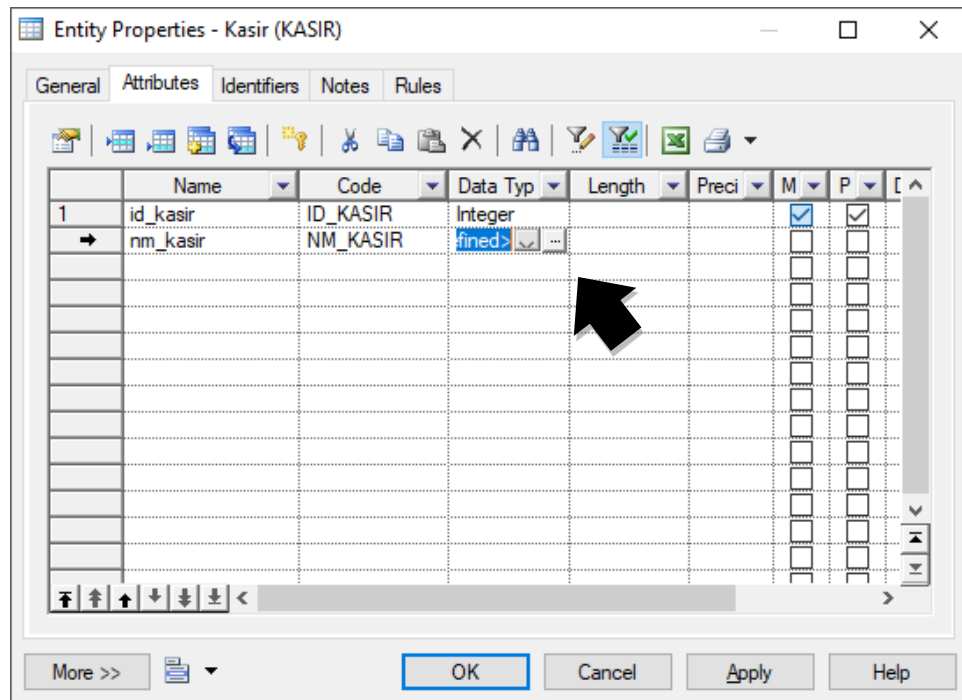 Entity Properties - Kasir (KASIR)
General Attributes Identifiers Notes Rules
Name Code Data Typ Length Preci M P D
1 id_kasir ID_KASIR Integer
nm_kasir NM_KASIR fined> ...
More >> OK Cancel Apply Help